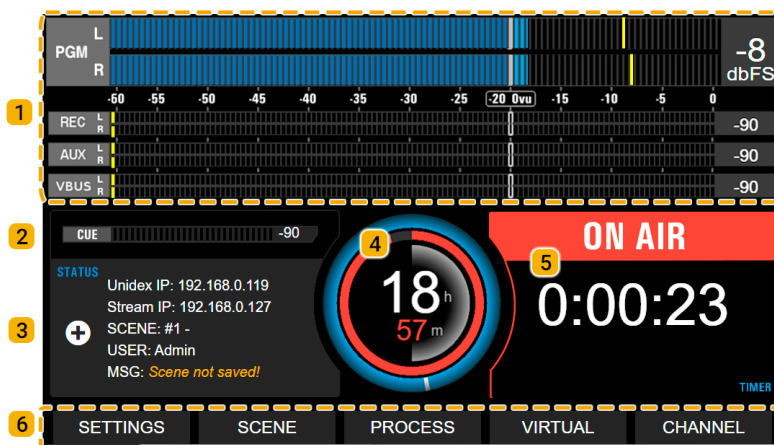 PGM L R -8 dbFS
-60 -55 -50 -45 -40 -35 -30 -25 -20 0vu -15 -10 -5 0
1
REC L R -90
AUX L R -90
VBUS L R -90
2
CUE -90
4
ON AIR
5
STATUS
Unidex IP: 192.168.0.119
Stream IP: 192.168.0.127
3
SCENE: #1 -
USER: Admin
MSG: Scene not saved!
18 h
57 m
0:00:23
TIMER
6
SETTINGS SCENE PROCESS VIRTUAL CHANNEL